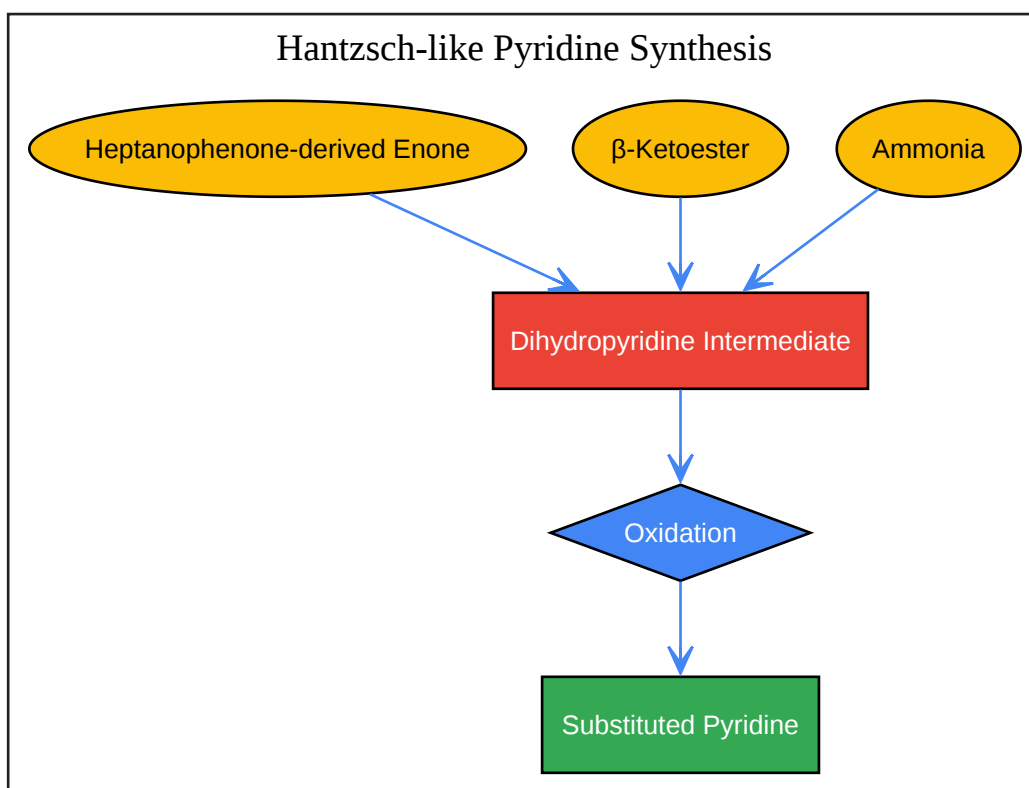 Hantzsch-like Pyridine Synthesis
Heptanophenone-derived Enone
β-Ketoester
Ammonia
Dihydropyridine Intermediate
Oxidation
Substituted Pyridine